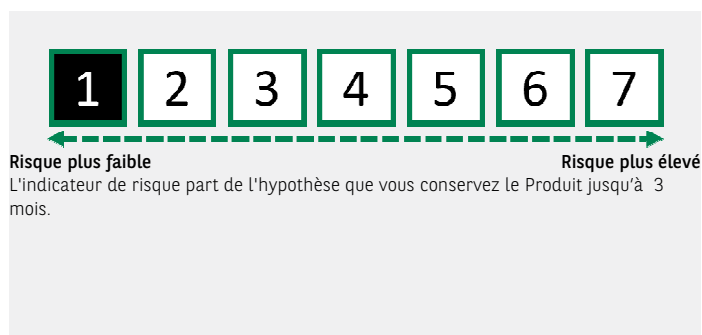 1 2 3 4 5 6 7
Risque plus faible Risque plus élevé
L'indicateur de risque part de l'hypothèse que vous conservez le Produit jusqu’à 3
mois.